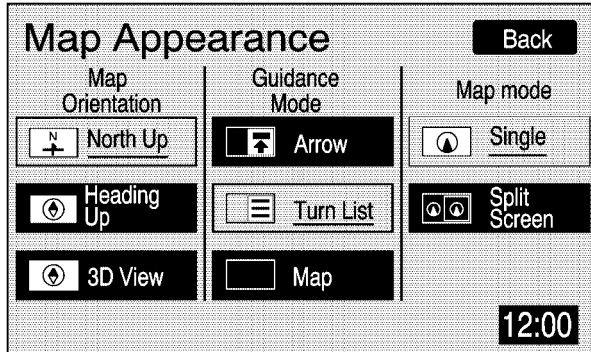 Map Appearance
Back
Map
Orientation
Guidance
Mode
Map mode
N
North Up
Arrow
Single
Heading
Up
Turn List
Split
Screen
3D View
Map
12:00